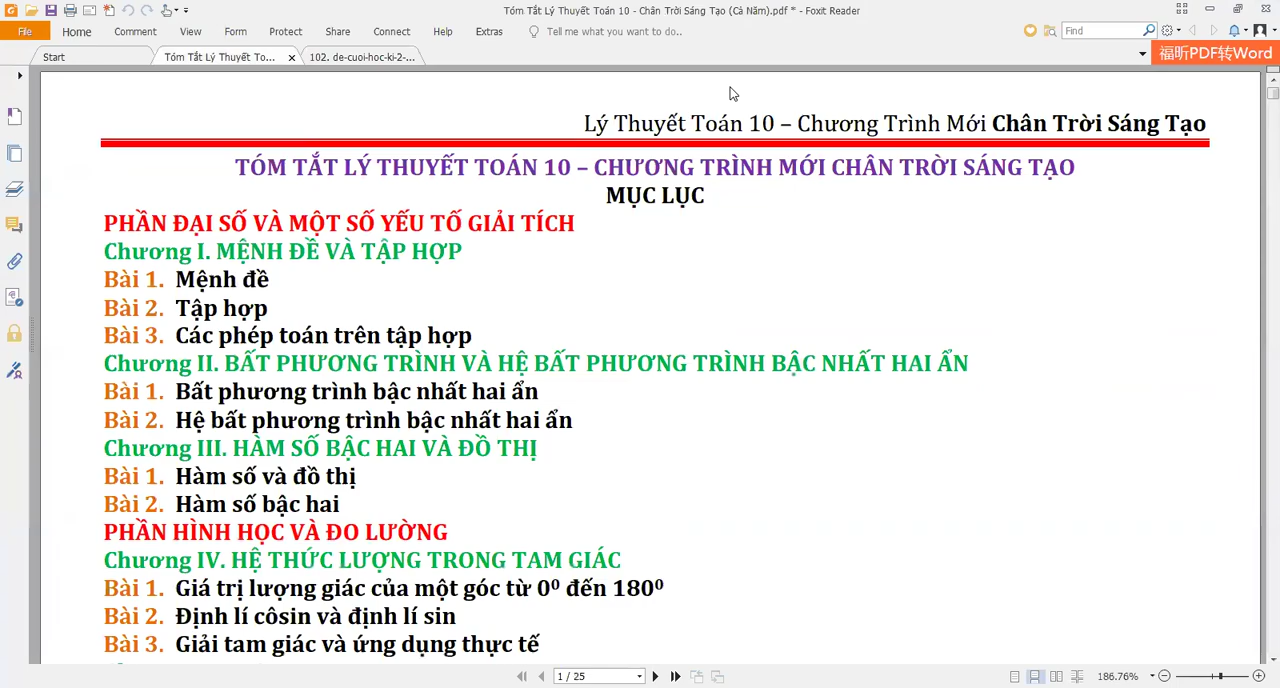 Tóm Tắt Lý Thuyết Toán 10 - Chân Trời Sáng Tạo (Cả Năm).pdf * - Foxit Reader
File Home Comment View Form Protect Share Connect Help Extras Tell me what you want to do.. Find
Start Tóm Tắt Lý Thuyết To... 102. de-cuoi-hoc-ki-2-... 福昕PDF转Word
Lý Thuyết Toán 10 – Chương Trình Mới Chân Trời Sáng Tạo
TÓM TẮT LÝ THUYẾT TOÁN 10 – CHƯƠNG TRÌNH MỚI CHÂN TRỜI SÁNG TẠO
MỤC LỤC
PHẦN ĐẠI SỐ VÀ MỘT SỐ YẾU TỐ GIẢI TÍCH
Chương I. MỆNH ĐỀ VÀ TẬP HỢP
Bài 1. Mệnh đề
Bài 2. Tập hợp
Bài 3. Các phép toán trên tập hợp
Chương II. BẤT PHƯƠNG TRÌNH VÀ HỆ BẤT PHƯƠNG TRÌNH BẬC NHẤT HAI ẨN
Bài 1. Bất phương trình bậc nhất hai ẩn
Bài 2. Hệ bất phương trình bậc nhất hai ẩn
Chương III. HÀM SỐ BẬC HAI VÀ ĐỒ THỊ
Bài 1. Hàm số và đồ thị
Bài 2. Hàm số bậc hai
PHẦN HÌNH HỌC VÀ ĐO LƯỜNG
Chương IV. HỆ THỨC LƯỢNG TRONG TAM GIÁC
Bài 1. Giá trị lượng giác của một góc từ 0⁰ đến 180⁰
Bài 2. Định lí côsin và định lí sin
Bài 3. Giải tam giác và ứng dụng thực tế
1 / 25 186.76%